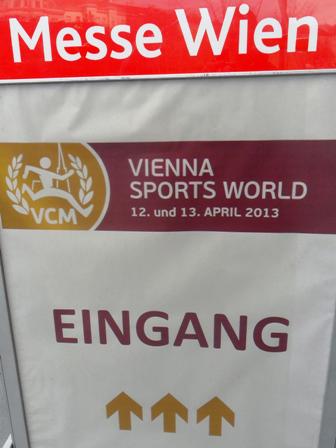 Messe Wien
VCM
VIENNA
SPORTS WORLD
12. und 13. APRIL 2013
EINGANG